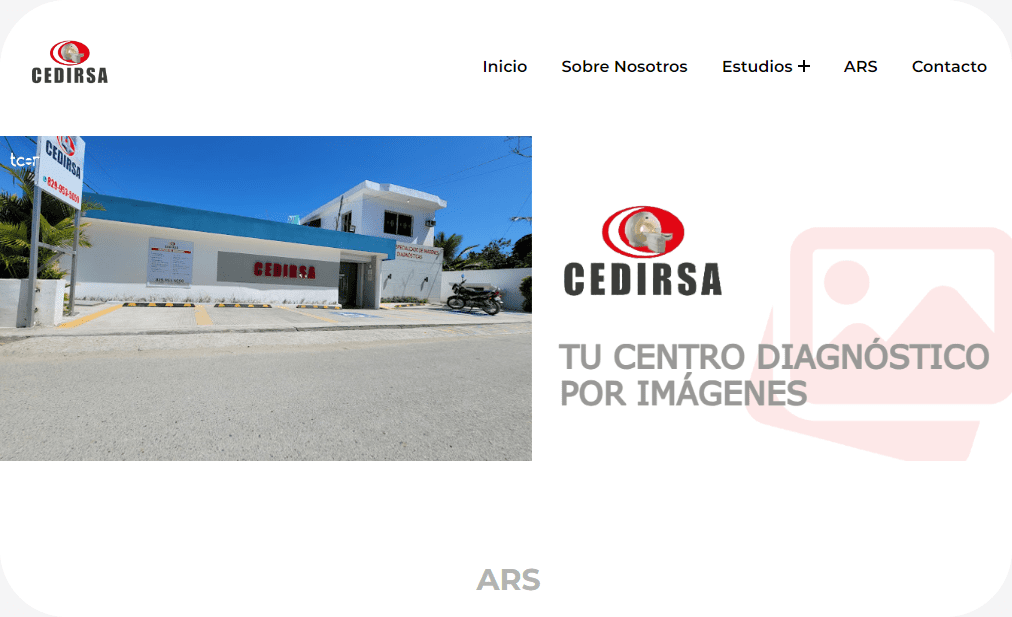 CEDIRSA
Inicio
Sobre Nosotros
Estudios +
ARS
Contacto
CEDIRSA
CEDIRSA
CEDIRSA
TU CENTRO DIAGNÓSTICO
POR IMÁGENES
ARS